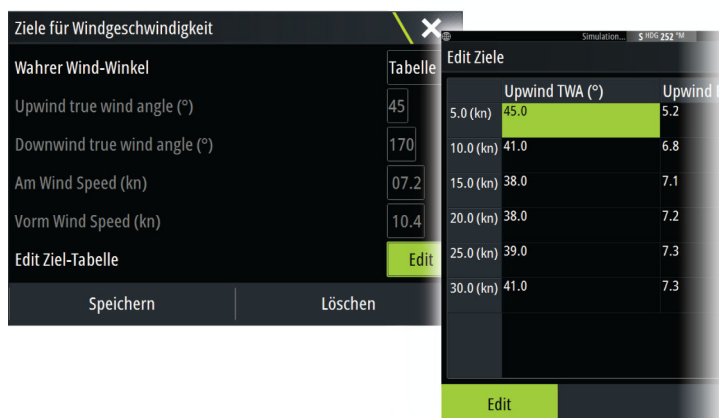 Ziele für Windgeschwindigkeit
Wahrer Wind-Winkel Tabelle
Upwind true wind angle (°) 45
Downwind true wind angle (°) 170
Am Wind Speed (kn) 07.2
Vorm Wind Speed (kn) 10.4
Edit Ziel-Tabelle Edit
Speichern Löschen
Simulation... S HDG 252 °M
Edit Ziele
Upwind TWA (°) Upwind
5.0 (kn) 45.0 5.2
10.0 (kn) 41.0 6.8
15.0 (kn) 38.0 7.1
20.0 (kn) 38.0 7.2
25.0 (kn) 39.0 7.3
30.0 (kn) 41.0 7.3
Edit